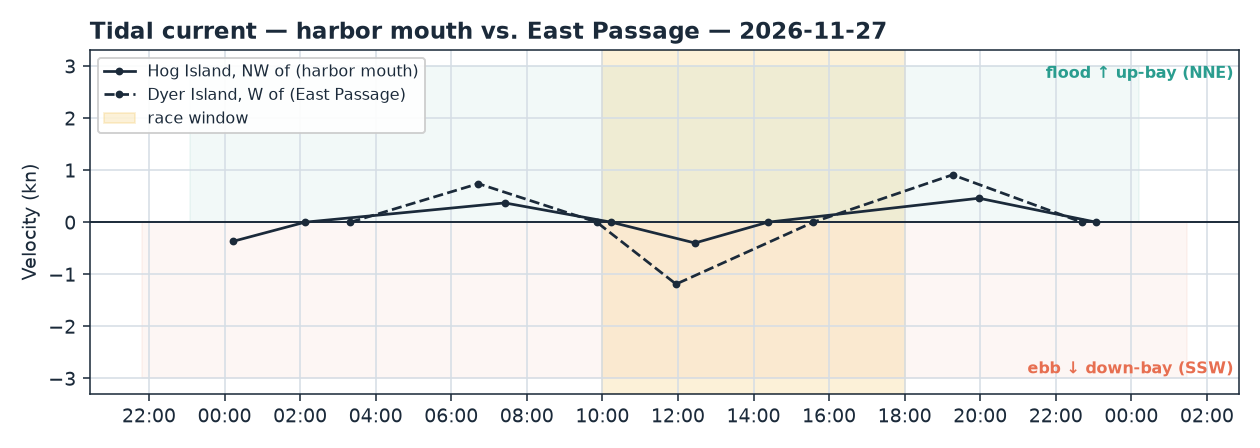 Tidal current — harbor mouth vs. East Passage — 2026-11-27
Hog Island, NW of (harbor mouth)
Dyer Island, W of (East Passage)
race window
flood ↑ up-bay (NNE)
ebb ↓ down-bay (SSW)
Velocity (kn)
3
2
1
0
−1
−2
−3
22:00 00:00 02:00 04:00 06:00 08:00 10:00 12:00 14:00 16:00 18:00 20:00 22:00 00:00 02:00